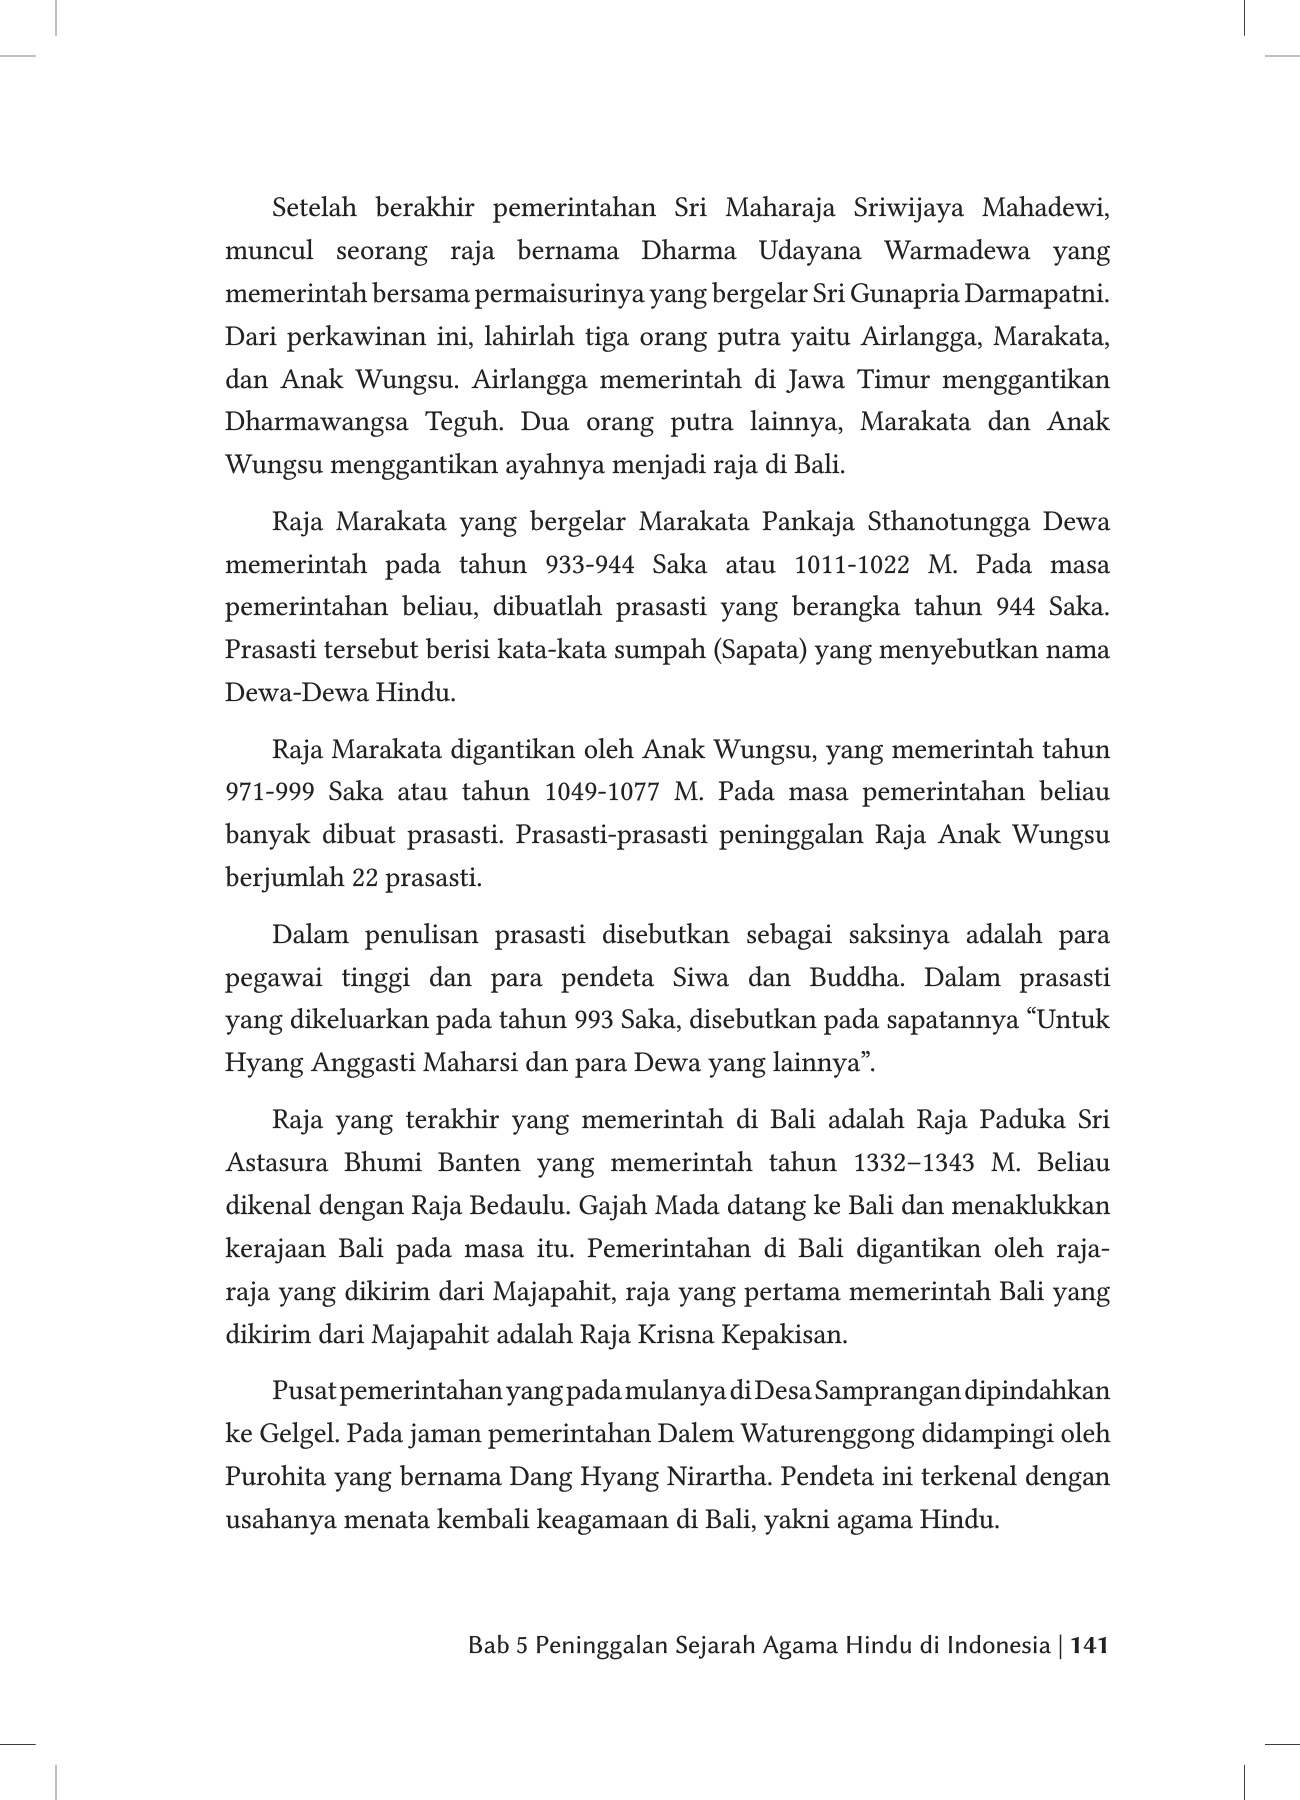 Setelah berakhir pemerintahan Sri Maharaja Sriwijaya Mahadewi,
muncul seorang raja bernama Dharma Udayana Warmadewa yang
memerintah bersama permaisurinya yang bergelar Sri Gunapria Darmapatni.
Dari perkawinan ini, lahirlah tiga orang putra yaitu Airlangga, Marakata,
dan Anak Wungsu. Airlangga memerintah di Jawa Timur menggantikan
Dharmawangsa Teguh. Dua orang putra lainnya, Marakata dan Anak
Wungsu menggantikan ayahnya menjadi raja di Bali.
Raja Marakata yang bergelar Marakata Pankaja Sthanotungga Dewa
memerintah pada tahun 933-944 Saka atau 1011-1022 M. Pada masa
pemerintahan beliau, dibuatlah prasasti yang berangka tahun 944 Saka.
Prasasti tersebut berisi kata-kata sumpah (Sapata) yang menyebutkan nama
Dewa-Dewa Hindu.
Raja Marakata digantikan oleh Anak Wungsu, yang memerintah tahun
971-999 Saka atau tahun 1049-1077 M. Pada masa pemerintahan beliau
banyak dibuat prasasti. Prasasti-prasasti peninggalan Raja Anak Wungsu
berjumlah 22 prasasti.
Dalam penulisan prasasti disebutkan sebagai saksinya adalah para
pegawai tinggi dan para pendeta Siwa dan Buddha. Dalam prasasti
yang dikeluarkan pada tahun 993 Saka, disebutkan pada sapatannya “Untuk
Hyang Anggasti Maharsi dan para Dewa yang lainnya”.
Raja yang terakhir yang memerintah di Bali adalah Raja Paduka Sri
Astasura Bhumi Banten yang memerintah tahun 1332–1343 M. Beliau
dikenal dengan Raja Bedaulu. Gajah Mada datang ke Bali dan menaklukkan
kerajaan Bali pada masa itu. Pemerintahan di Bali digantikan oleh raja-
raja yang dikirim dari Majapahit, raja yang pertama memerintah Bali yang
dikirim dari Majapahit adalah Raja Krisna Kepakisan.
Pusat pemerintahan yang pada mulanya di Desa Samprangan dipindahkan
ke Gelgel. Pada jaman pemerintahan Dalem Waturenggong didampingi oleh
Purohita yang bernama Dang Hyang Nirartha. Pendeta ini terkenal dengan
usahanya menata kembali keagamaan di Bali, yakni agama Hindu.
Bab 5 Peninggalan Sejarah Agama Hindu di Indonesia | 141